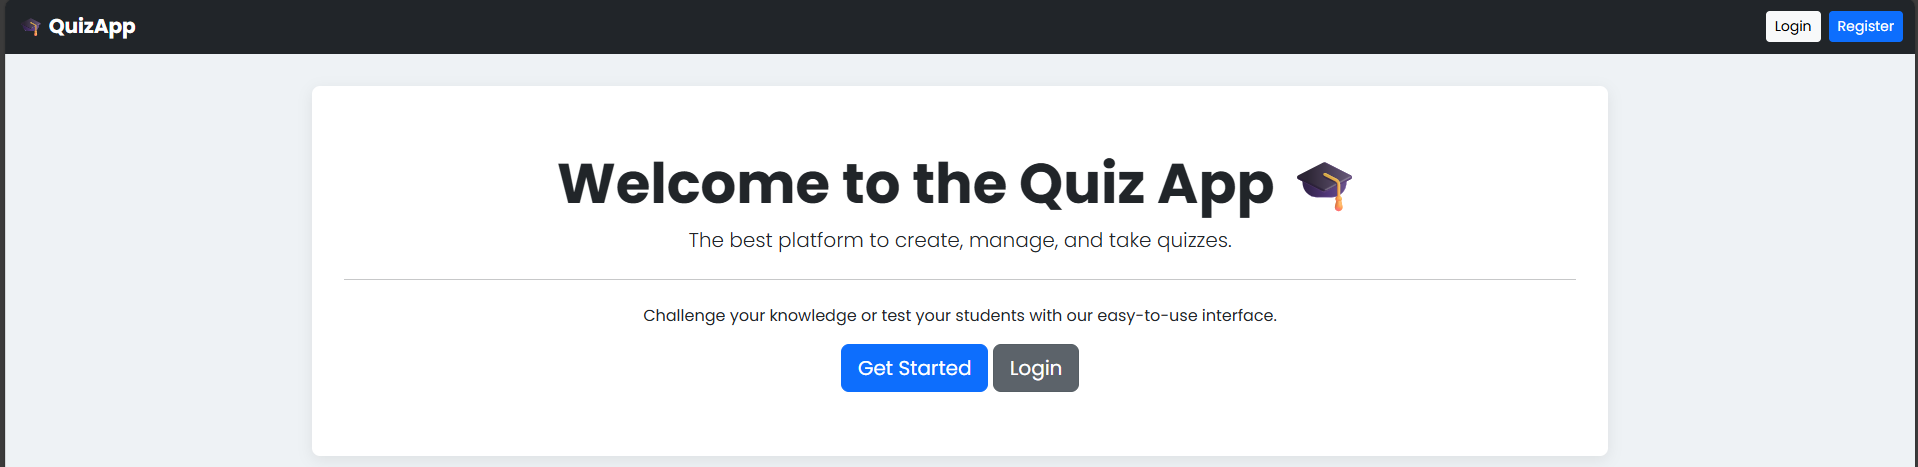 QuizApp
Login
Register
Welcome to the Quiz App
The best platform to create, manage, and take quizzes.
Challenge your knowledge or test your students with our easy-to-use interface.
Get Started
Login